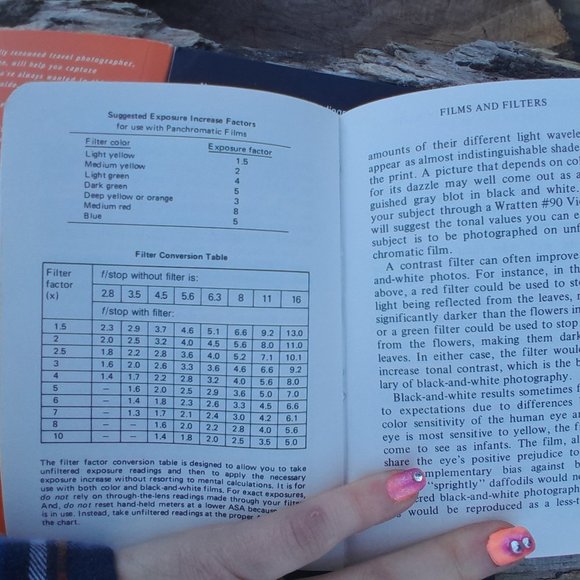 renowned travel photographer,
will help you capture
always wanted in the
Suggested Exposure Increase Factors
for use with Panchromatic Films
Filter color Exposure factor
Light yellow 1.5
Medium yellow 2
Light green 4
Dark green 5
Deep yellow or orange 3
Medium red 8
Blue 5
Filter Conversion Table
Filter factor (x) f/stop without filter is:
2.8 3.5 4.5 5.6 6.3 8 11 16
f/stop with filter:
1.5 2.3 2.9 3.7 4.6 5.1 6.6 9.2 13.0
2 2.0 2.5 3.2 4.0 4.5 5.6 8.0 11.0
2.5 1.8 2.2 2.8 3.6 4.0 5.2 7.1 10.1
3 1.6 2.0 2.6 3.3 3.6 4.6 6.6 9.2
4 1.4 1.7 2.2 2.8 3.2 4.0 5.6 8.0
5 – 1.6 2.0 2.5 2.9 3.6 5.0 7.0
6 – 1.4 1.8 2.3 2.6 3.3 4.5 6.6
7 – 1.3 1.7 2.1 2.4 3.0 4.2 6.1
8 – – 1.6 2.0 2.2 2.8 4.0 5.6
10 – – 1.4 1.8 2.0 2.5 3.5 5.0
The filter factor conversion table is designed to allow you to take
unfiltered exposure readings and then to apply the necessary
exposure increase without resorting to mental calculations. It is for
use with both color and black-and-white films. For exact exposures,
do not rely on through-the-lens readings made through your filter
And, do not reset hand-held meters at a lower ASA because
is in use. Instead, take unfiltered readings at the proper
the chart.
FILMS AND FILTERS
amounts of their different light
appear as almost indistinguishable
the print. A picture that depends on
for its dazzle may well come out as a
guished gray blot in black and white.
your subject through a Wratten #90
will suggest the tonal values you can
subject is to be photographed on
chromatic film.
A contrast filter can often improve
and-white photos. For instance, in
above, a red filter could be used to
light being reflected from the leaves,
significantly darker than the flowers in
or a green filter could be used to stop
from the flowers, making them
leaves. In either case, the filter would
increase tonal contrast, which is the
lary of black-and-white photography.
Black-and-white results sometimes
to expectations due to differences
color sensitivity of the human eye
eye is most sensitive to yellow, the
come to see as infants. The film,
share the eye's positive prejudice
complementary bias against
"sprightly" daffodils would
black-and-white
would be reproduced as a